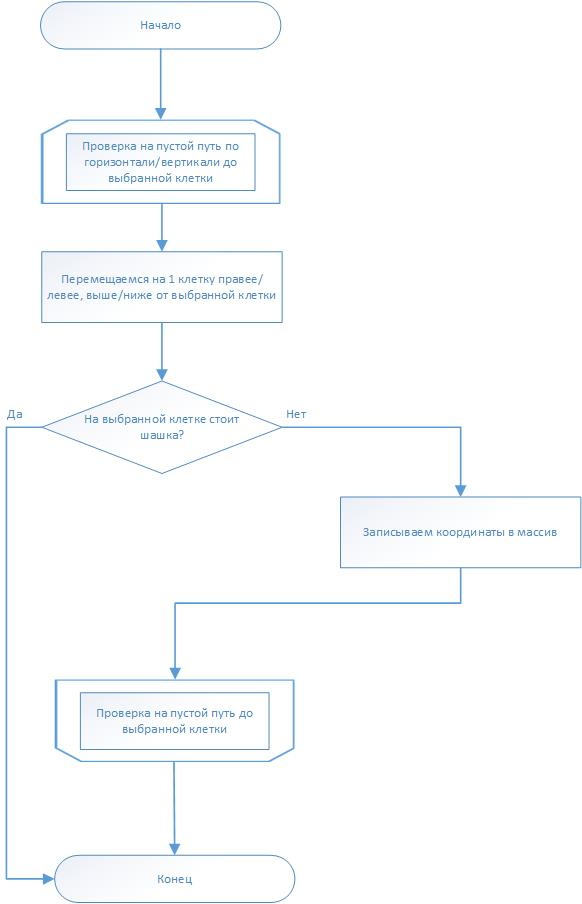 Начало
Проверка на пустой путь по
горизонтали/вертикали до
выбранной клетки
Перемещаемся на 1 клетку правее/
левее, выше/ниже от выбранной клетки
На выбранной клетке стоит
шашка?
Да
Нет
Записываем координаты в массив
Проверка на пустой путь до
выбранной клетки
Конец